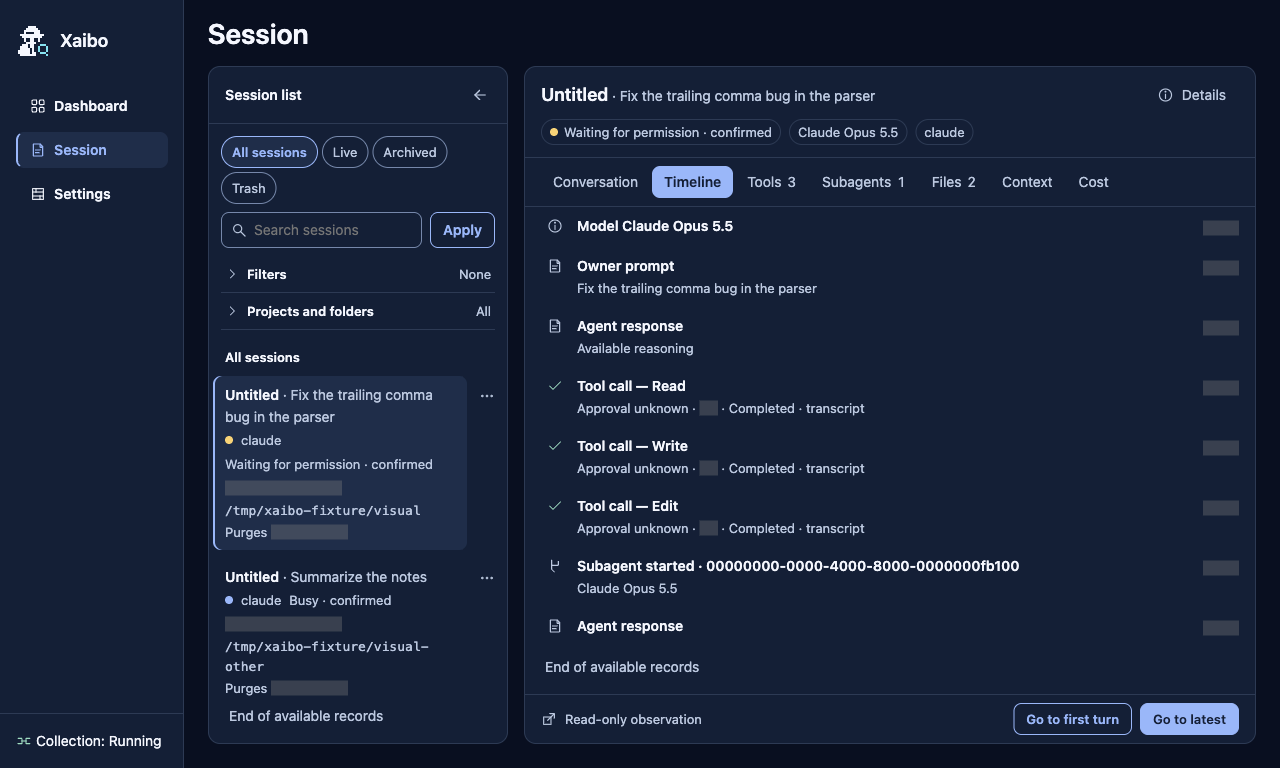 Xaibo
Dashboard
Session
Settings
Collection: Running
Session
Session list
All sessions
Live
Archived
Trash
Search sessions
Apply
Filters
None
Projects and folders
All
All sessions
Untitled · Fix the trailing comma
bug in the parser
claude
Waiting for permission · confirmed
/tmp/xaibo-fixture/visual
Purges
Untitled · Summarize the notes
claude Busy · confirmed
/tmp/xaibo-fixture/visual-
other
Purges
End of available records
Untitled · Fix the trailing comma bug in the parser
Details
Waiting for permission · confirmed
Claude Opus 5.5
claude
Conversation
Timeline
Tools 3
Subagents 1
Files 2
Context
Cost
Model Claude Opus 5.5
Owner prompt
Fix the trailing comma bug in the parser
Agent response
Available reasoning
Tool call — Read
Approval unknown · · Completed · transcript
Tool call — Write
Approval unknown · · Completed · transcript
Tool call — Edit
Approval unknown · · Completed · transcript
Subagent started · 00000000-0000-4000-8000-0000000fb100
Claude Opus 5.5
Agent response
End of available records
Read-only observation
Go to first turn
Go to latest